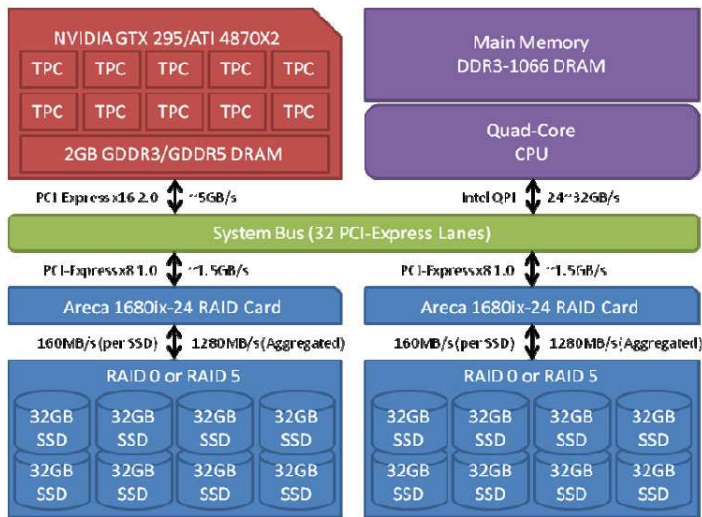 NVIDIA GTX 295/ATI 4870X2
TPC TPC TPC TPC TPC
TPC TPC TPC TPC TPC
2GB GDDR3/GDDR5 DRAM
Main Memory
DDR3-1066 DRAM
Quad-Core
CPU
PCI Express x16 2.0 ~5GB/s
Intel QPI 24~32GB/s
System Bus (32 PCI-Express Lanes)
PCI-Express x8 1.0 ~1.5GB/s
PCI-Express x8 1.0 ~1.5GB/s
Areca 1680ix-24 RAID Card
Areca 1680ix-24 RAID Card
160MB/s (per SSD) 1280MB/s (Aggregated)
160MB/s (per SSD) 1280MB/s (Aggregated)
RAID 0 or RAID 5
32GB 32GB 32GB 32GB
SSD SSD SSD SSD
32GB 32GB 32GB 32GB
SSD SSD SSD SSD
RAID 0 or RAID 5
32GB 32GB 32GB 32GB
SSD SSD SSD SSD
32GB 32GB 32GB 32GB
SSD SSD SSD SSD